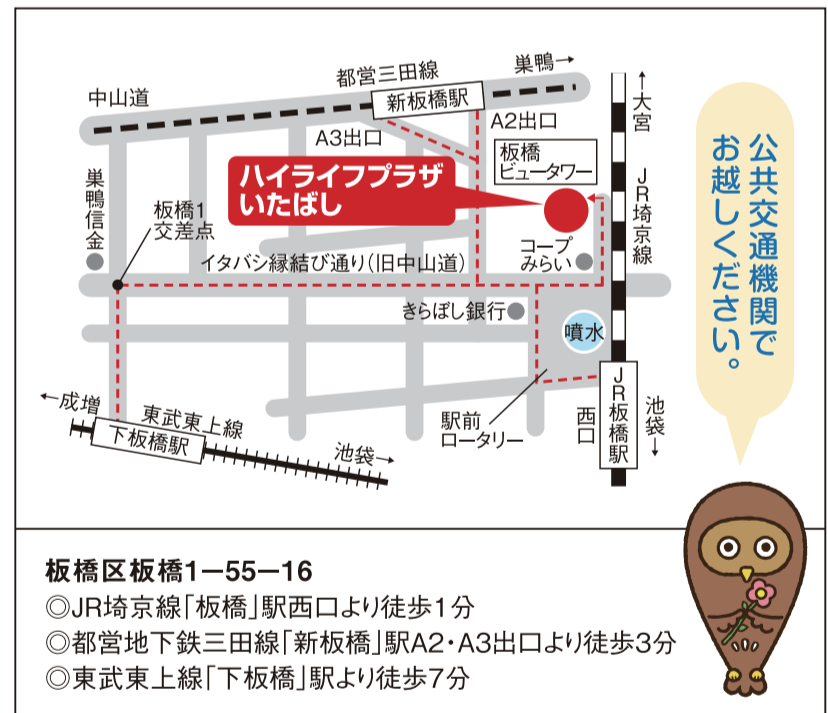 中山道
都営三田線
新板橋駅
巣鴨→
A3出口
A2出口
↑大宮
JR埼京線
板橋
ビュータワー
ハイライフプラザ
いたばし
巣鴨信金
板橋1
交差点
コープ
みらい
イタバシ縁結び通り（旧中山道）
きらぼし銀行
噴水
←成増
東武東上線
下板橋駅
池袋→
駅前
ロータリー
西口
JR板橋駅
池袋↓
公共交通機関で
お越しください。
板橋区板橋1－55－16
◎JR埼京線「板橋」駅西口より徒歩1分
◎都営地下鉄三田線「新板橋」駅A2・A3出口より徒歩3分
◎東武東上線「下板橋」駅より徒歩7分